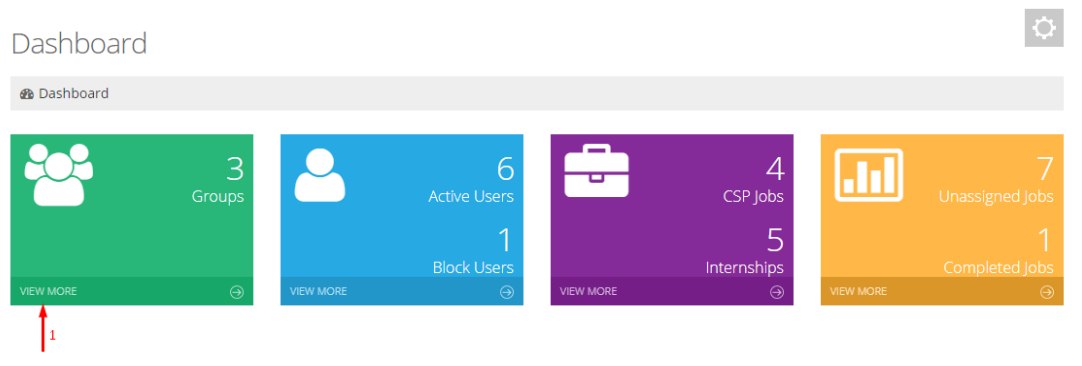 Dashboard
Dashboard
3
Groups
VIEW MORE
6
Active Users
1
Block Users
VIEW MORE
4
CSP Jobs
5
Internships
VIEW MORE
7
Unassigned Jobs
1
Completed Jobs
VIEW MORE
1